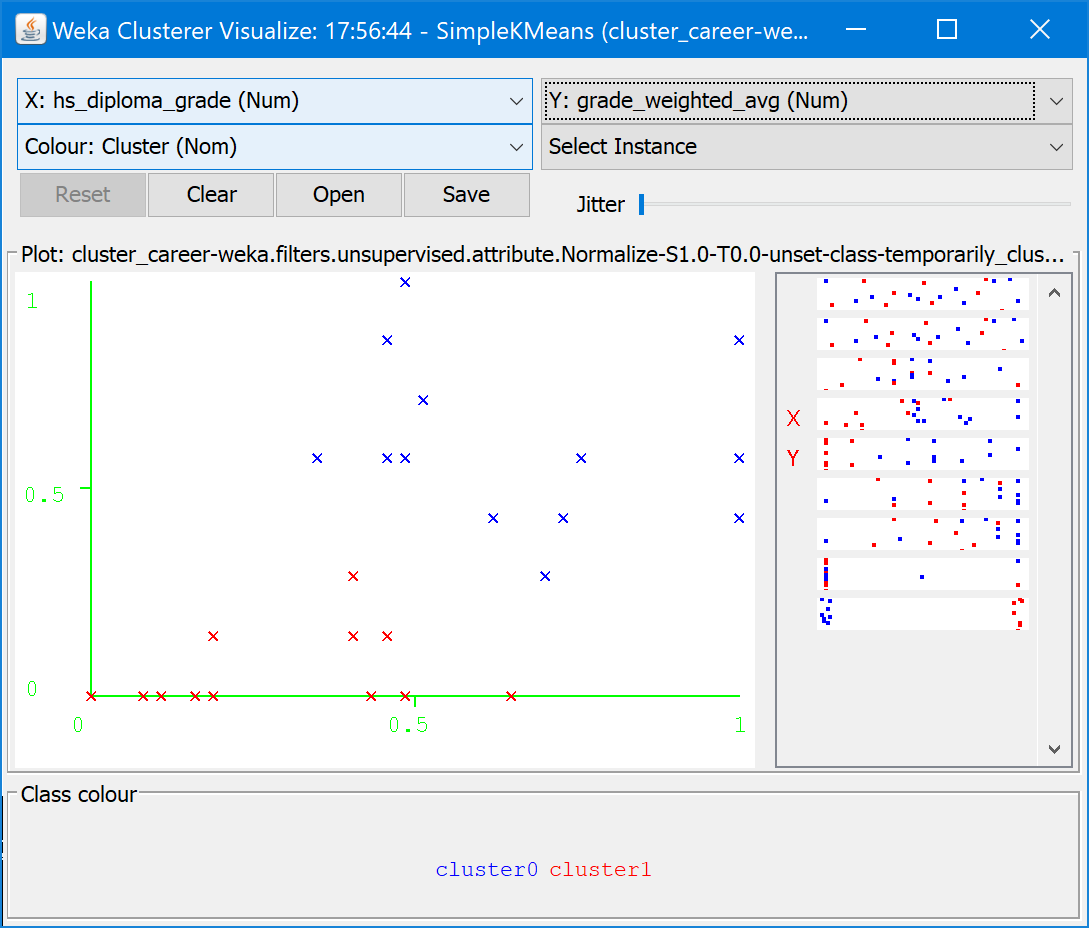 Weka Clusterer Visualize: 17:56:44 - SimpleKMeans (cluster_career-we...
X: hs_diploma_grade (Num)
Y: grade_weighted_avg (Num)
Colour: Cluster (Nom)
Select Instance
Reset
Clear
Open
Save
Jitter
Plot: cluster_career-weka.filters.unsupervised.attribute.Normalize-S1.0-T0.0-unset-class-temporarily_clus...
1
0.5
0
0
0.5
1
X
Y
Class colour
cluster0 cluster1